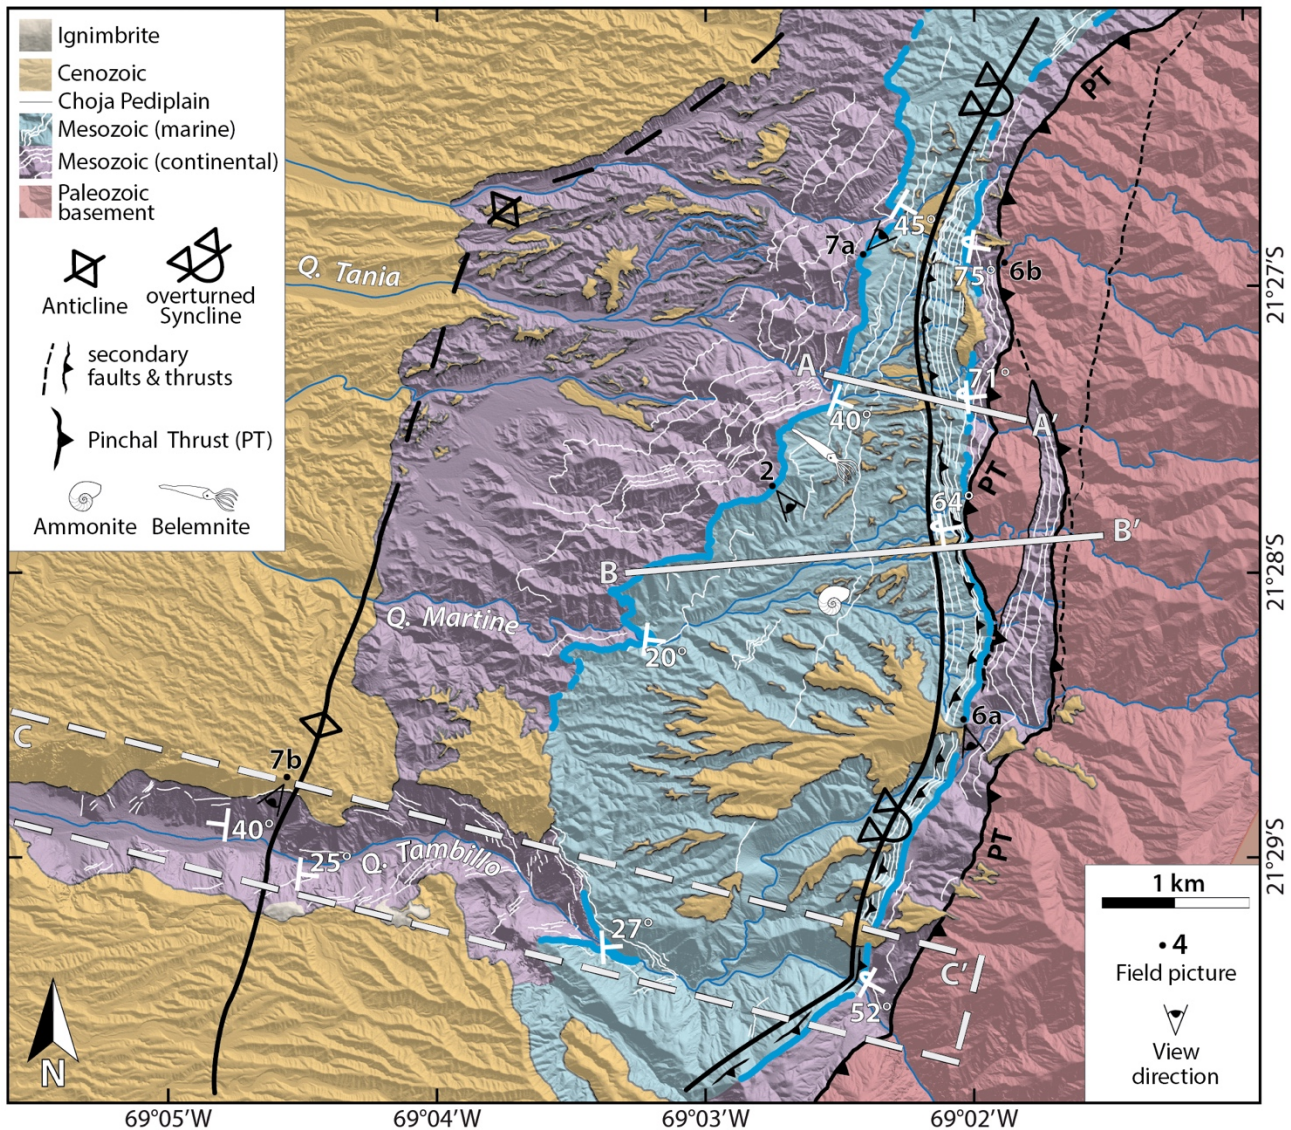 Ignimbrite
Cenozoic
Choja Pediplain
Mesozoic (marine)
Mesozoic (continental)
Paleozoic
basement
Anticline
overturned
Syncline
secondary
faults & thrusts
Pinchal Thrust (PT)
Ammonite
Belemnite
PT
45°
7a
75°
6b
Q. Tania
A
71°
40°
A'
2
PT
64°
B
B'
Q. Martine
20°
6a
C
7b
40°
25°
Q. Tambillo
PT
27°
C'
52°
N
1 km
4
Field picture
View
direction
21°27'S
21°28'S
21°29'S
69°05'W
69°04'W
69°03'W
69°02'W